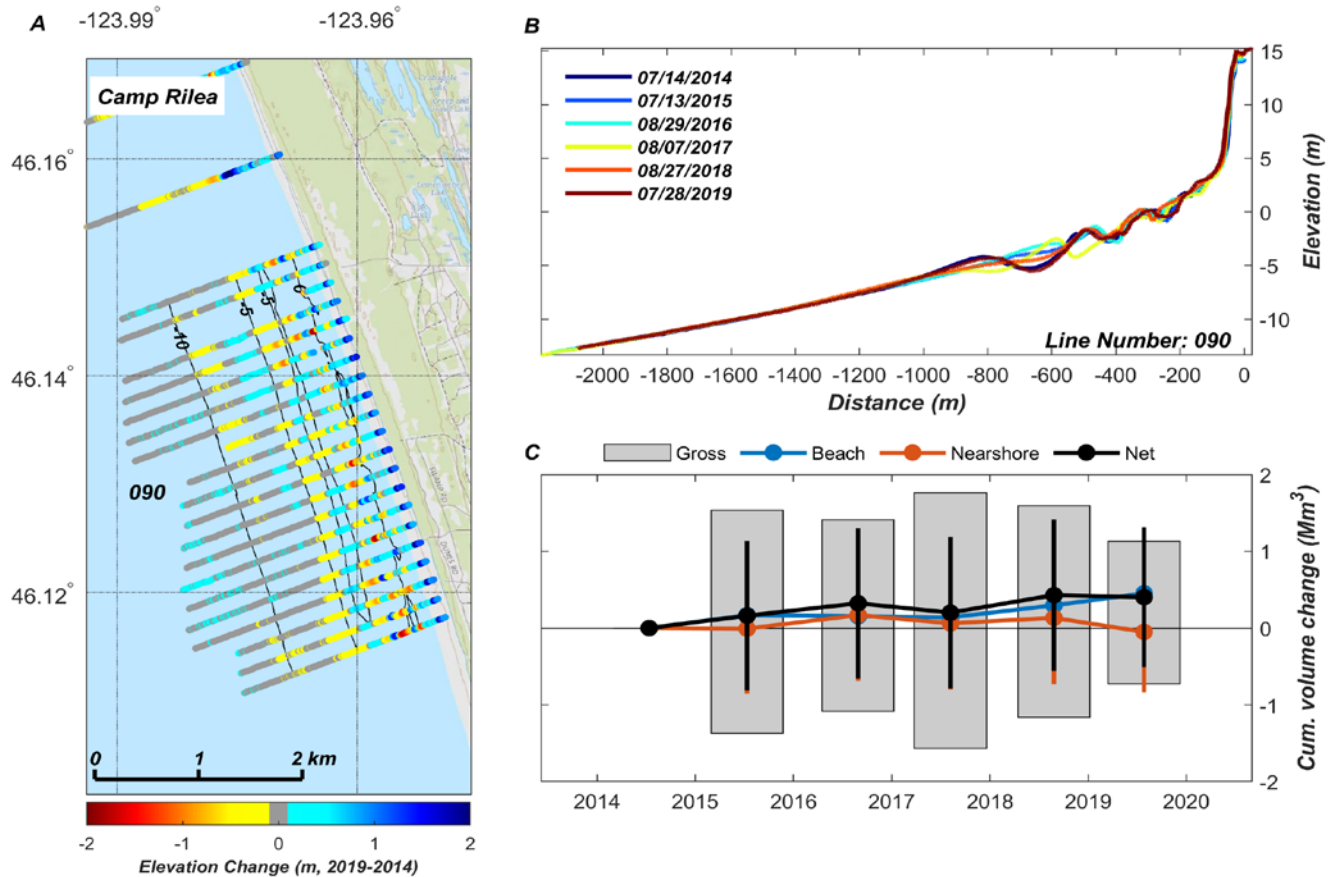 A
-123.99°
-123.96°
Camp Rilea
46.16°
46.14°
46.12°
-10
-5
-5
6
090
0 1 2 km
-2 -1 0 1 2
Elevation Change (m, 2019-2014)
B
07/14/2014
07/13/2015
08/29/2016
08/07/2017
08/27/2018
07/28/2019
15
10
5
0
-5
-10
Elevation (m)
Line Number: 090
-2000 -1800 -1600 -1400 -1200 -1000 -800 -600 -400 -200 0
Distance (m)
C
Gross Beach Nearshore Net
2
1
0
-1
-2
Cum. volume change (Mm³)
2014 2015 2016 2017 2018 2019 2020